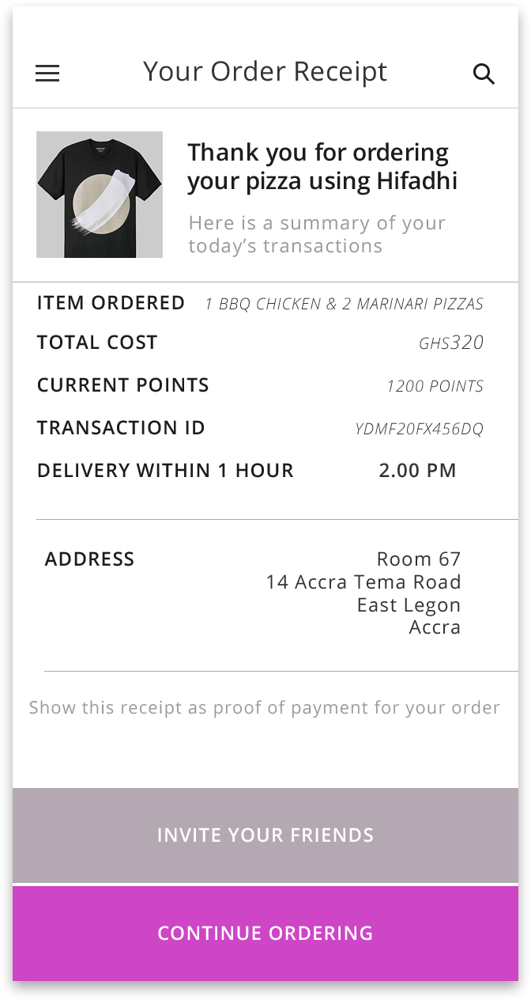 Your Order Receipt
Thank you for ordering
your pizza using Hifadhi
Here is a summary of your
today’s transactions
ITEM ORDERED 1 BBQ CHICKEN & 2 MARINARI PIZZAS
TOTAL COST GHS320
CURRENT POINTS 1200 POINTS
TRANSACTION ID YDMF20FX456DQ
DELIVERY WITHIN 1 HOUR 2.00 PM
ADDRESS Room 67
14 Accra Tema Road
East Legon
Accra
Show this receipt as proof of payment for your order
INVITE YOUR FRIENDS
CONTINUE ORDERING